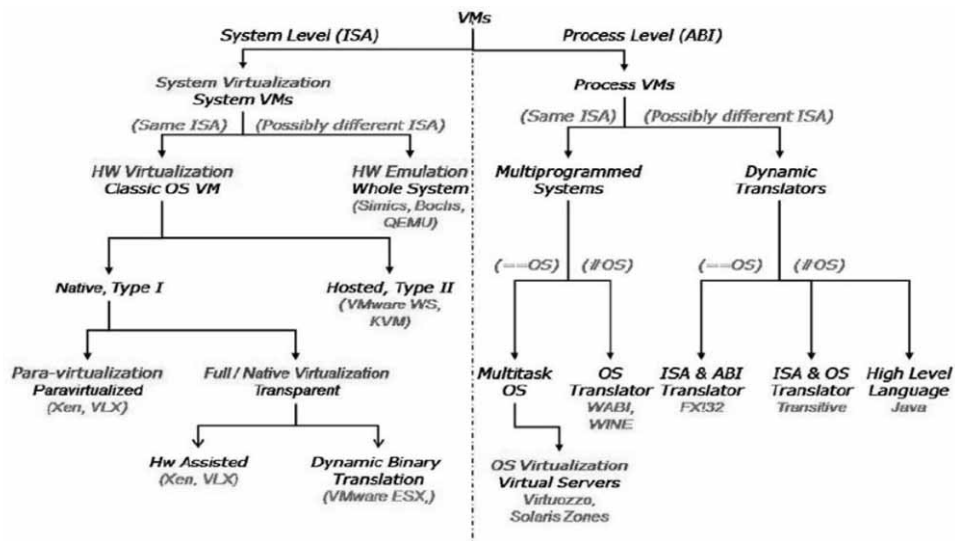 VMs
System Level (ISA)
Process Level (ABI)
System Virtualization
System VMs
Process VMs
(Same ISA)
(Possibly different ISA)
(Same ISA)
(Possibly different ISA)
HW Virtualization
Classic OS VM
HW Emulation
Whole System
(Simics, Bochs,
QEMU)
Multiprogrammed
Systems
Dynamic
Translators
(==OS)
(//OS)
(==OS)
(//OS)
Native, Type I
Hosted, Type II
(VMware WS,
KVM)
Para-virtualization
Paravirtualized
(Xen, VLX)
Full / Native Virtualization
Transparent
Multitask
OS
OS
Translator
WABI,
WINE
ISA & ABI
Translator
FX!32
ISA & OS
Translator
Transitive
High Level
Language
Java
Hw Assisted
(Xen, VLX)
Dynamic Binary
Translation
(VMware ESX,)
OS Virtualization
Virtual Servers
Virtuozzo,
Solaris Zones